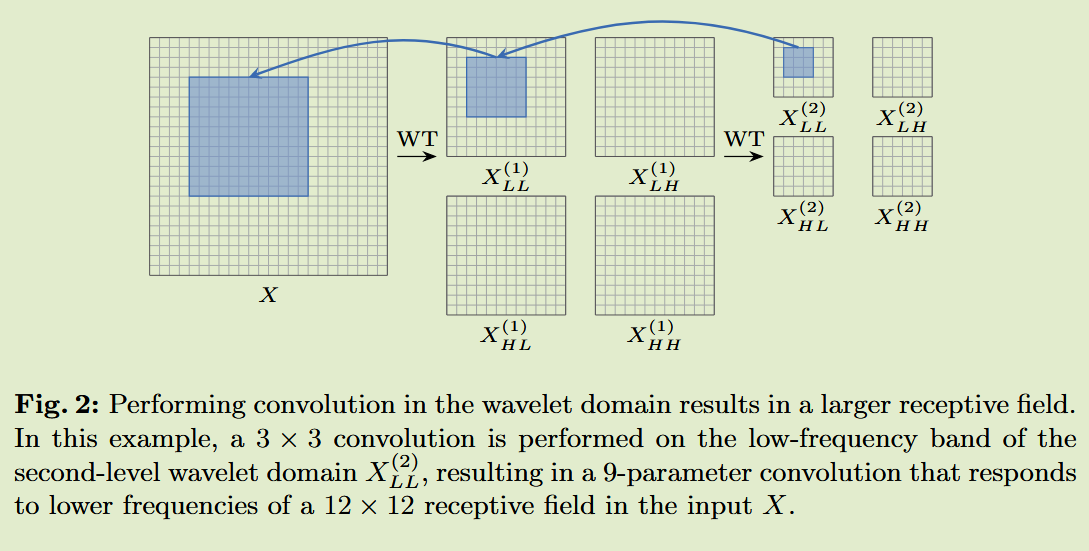 WT
WT
X
X_{LL}^{(1)}
X_{LH}^{(1)}
X_{HL}^{(1)}
X_{HH}^{(1)}
X_{LL}^{(2)}
X_{LH}^{(2)}
X_{HL}^{(2)}
X_{HH}^{(2)}
Fig. 2: Performing convolution in the wavelet domain results in a larger receptive field.
In this example, a 3 × 3 convolution is performed on the low-frequency band of the
second-level wavelet domain X_{LL}^{(2)}, resulting in a 9-parameter convolution that responds
to lower frequencies of a 12 × 12 receptive field in the input X.